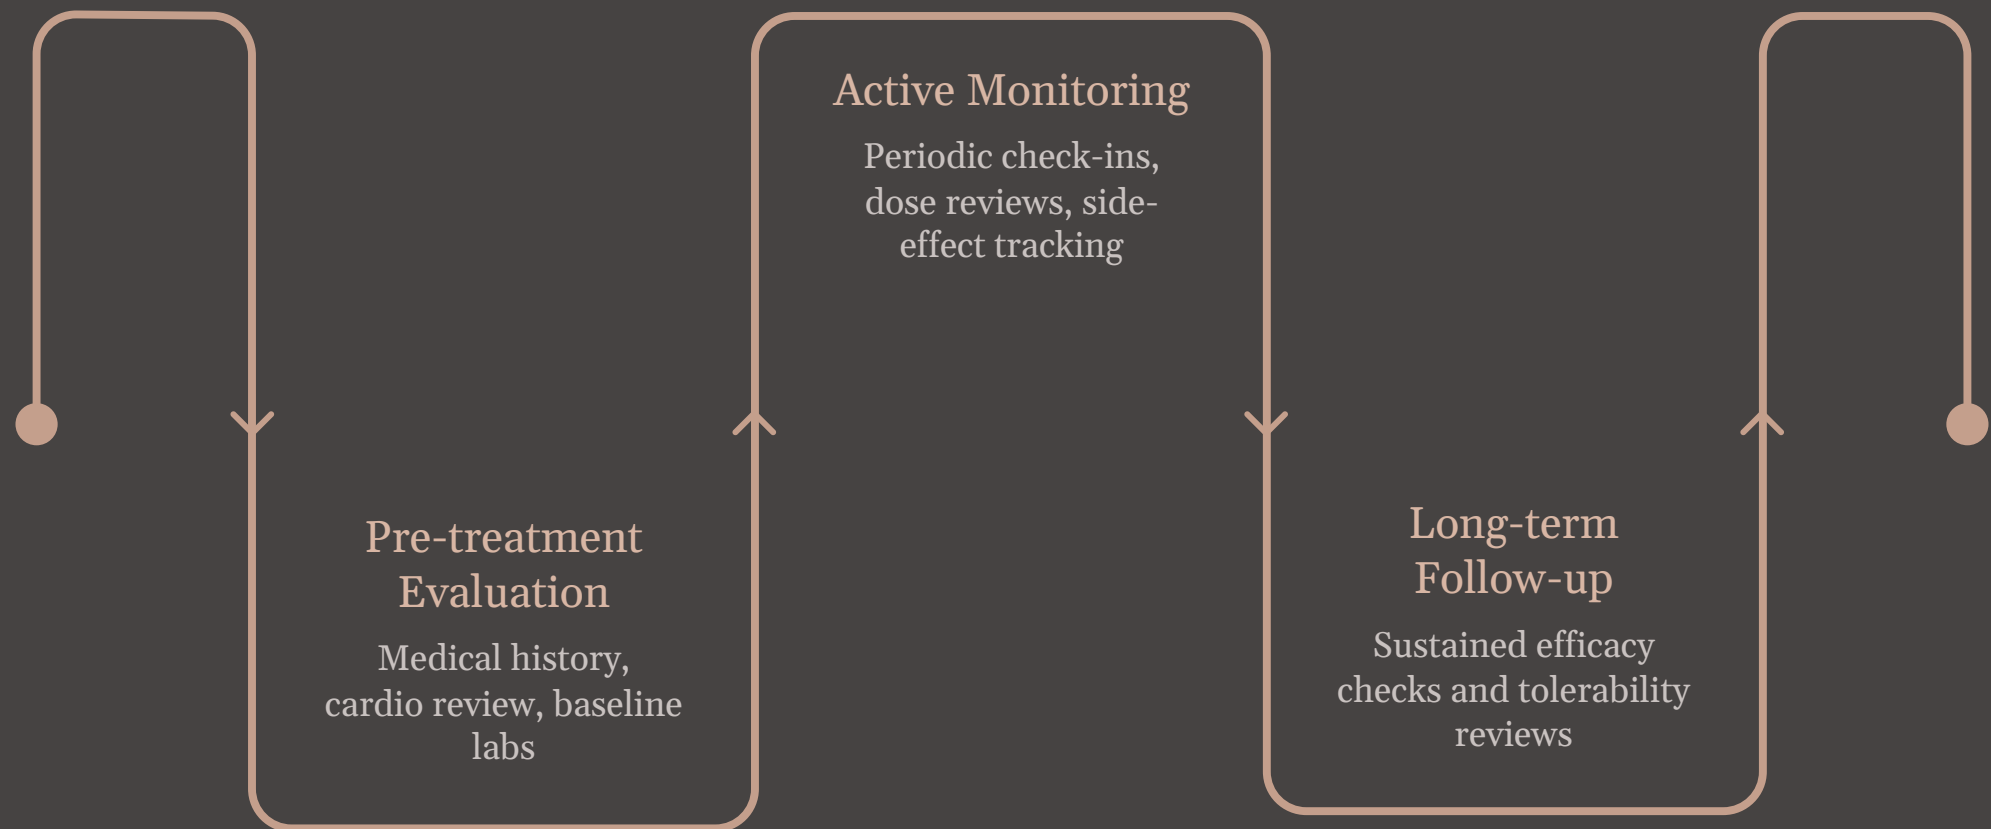 Pre-treatment
Evaluation
Medical history,
cardio review, baseline
labs
Active Monitoring
Periodic check-ins,
dose reviews, side-
effect tracking
Long-term
Follow-up
Sustained efficacy
checks and tolerability
reviews